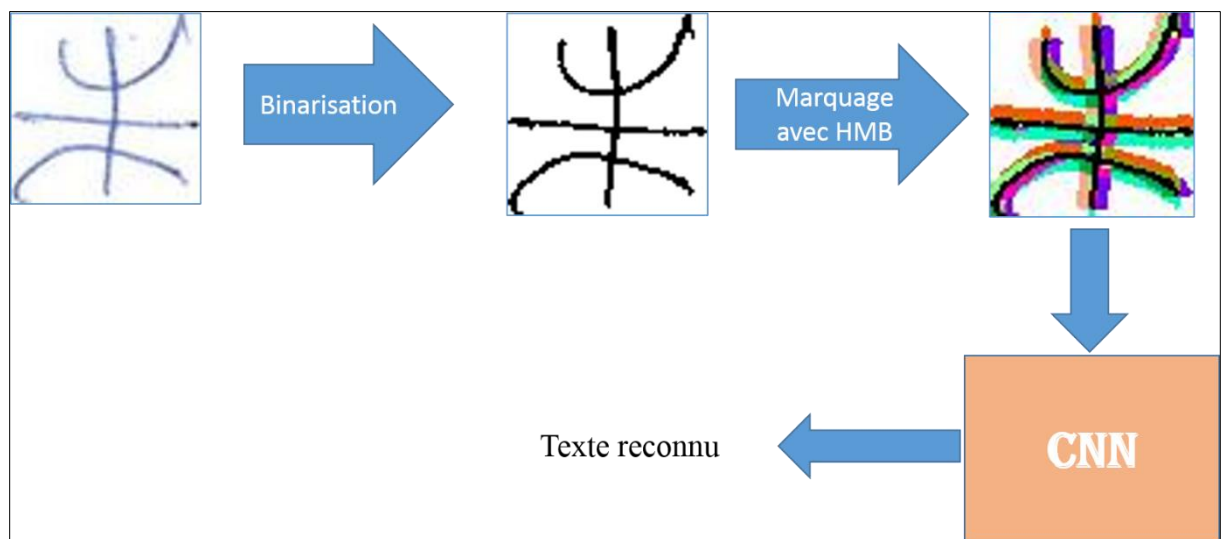 ⵥ Binarisation ⵥ Marquage avec HMB ⵥ
CNN
Texte reconnu